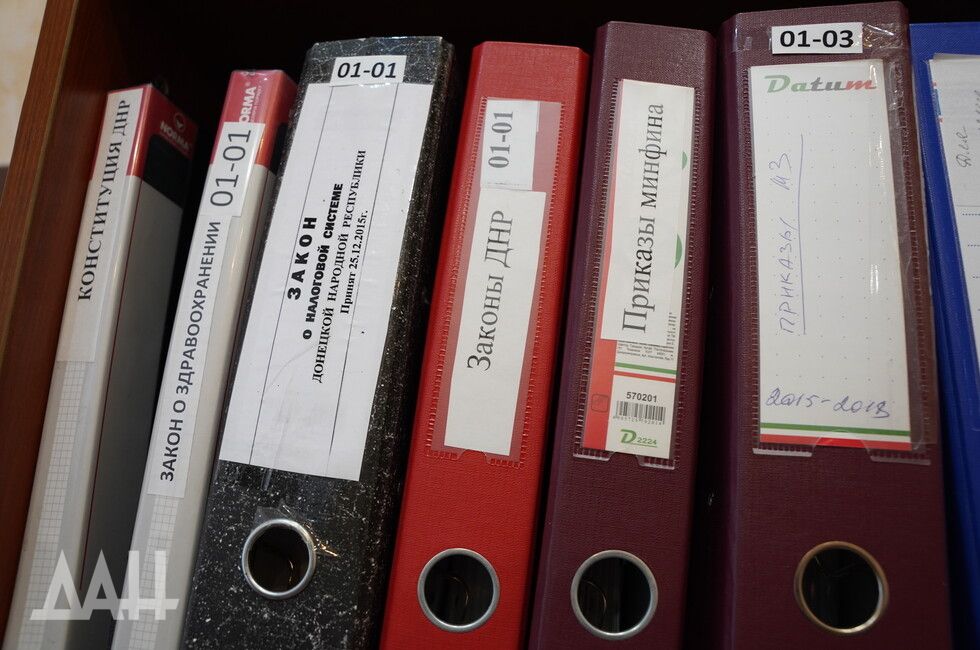 КОНСТИТУЦИЯ ДНР
NORMA
ЗАКОН О ЗДРАВООХРАНЕНИИ
01-01
NORMA
01-01
ЗАКОН
О НАЛОГОВОЙ СИСТЕМЕ
ДОНЕЦКОЙ НАРОДНОЙ РЕСПУБЛИКИ
Принят 25.12.2015г.
01-01
Законы ДНР
Приказы минфина
570201
D 2224
01-03
Datum
ПРИКАЗЫ МЗ
2015-2018
ДАН